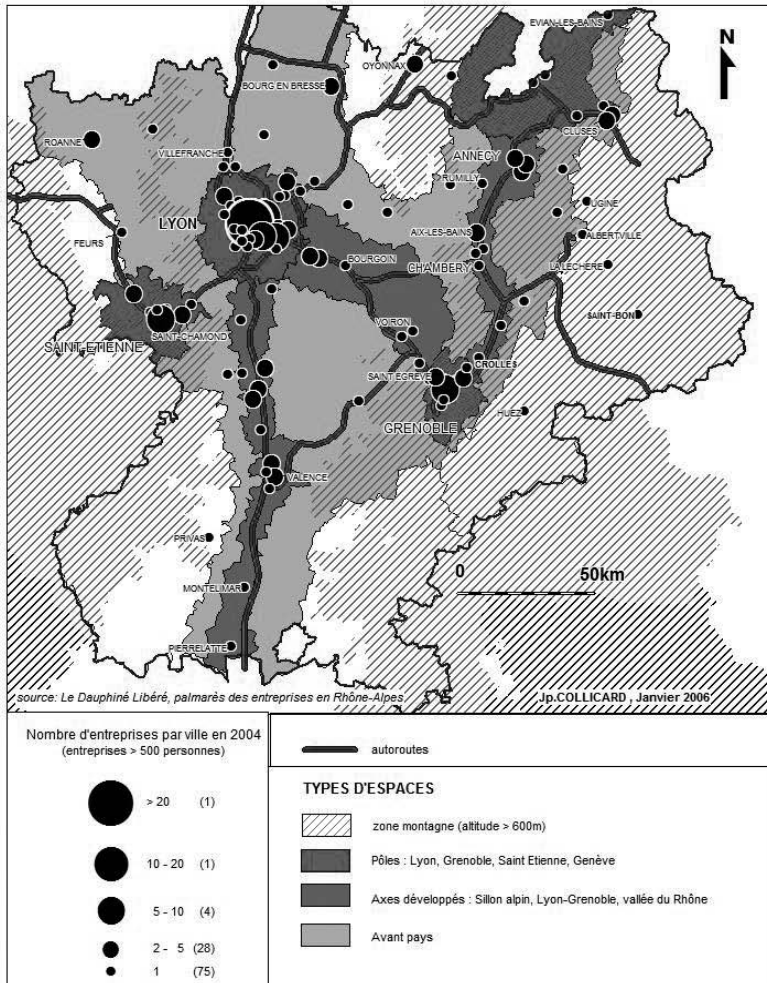 EVIAN-LES-BAINS
N
OYONNAX
BOURG EN BRESSE
ROANNE
CLUSES
VILLEFRANCHE
ANNECY
RUMILLY
UGINE
LYON
AIX-LES-BAINS
ALBERTVILLE
FEURS
BOURGOIN
CHAMBERY
LA LECHERE
SAINT-BON
VOIRON
SAINT-CHAMOND
SAINT-ETIENNE
CROLLES
SAINT EGREVE
HUEZ
GRENOBLE
VALENCE
PRIVAS
0 50km
MONTELIMAR
PIERRELATTE
source: Le Dauphiné Libéré, palmarès des entreprises en Rhône-Alpes,
Jp.COLLICARD , Janvier 2006
Nombre d'entreprises par ville en 2004
(entreprises > 500 personnes)
> 20 (1)
10 - 20 (1)
5 - 10 (4)
2 - 5 (28)
1 (75)
autoroutes
TYPES D'ESPACES
zone montagne (altitude > 600m)
Pôles : Lyon, Grenoble, Saint Etienne, Genève
Axes développés : Sillon alpin, Lyon-Grenoble, vallée du Rhône
Avant pays